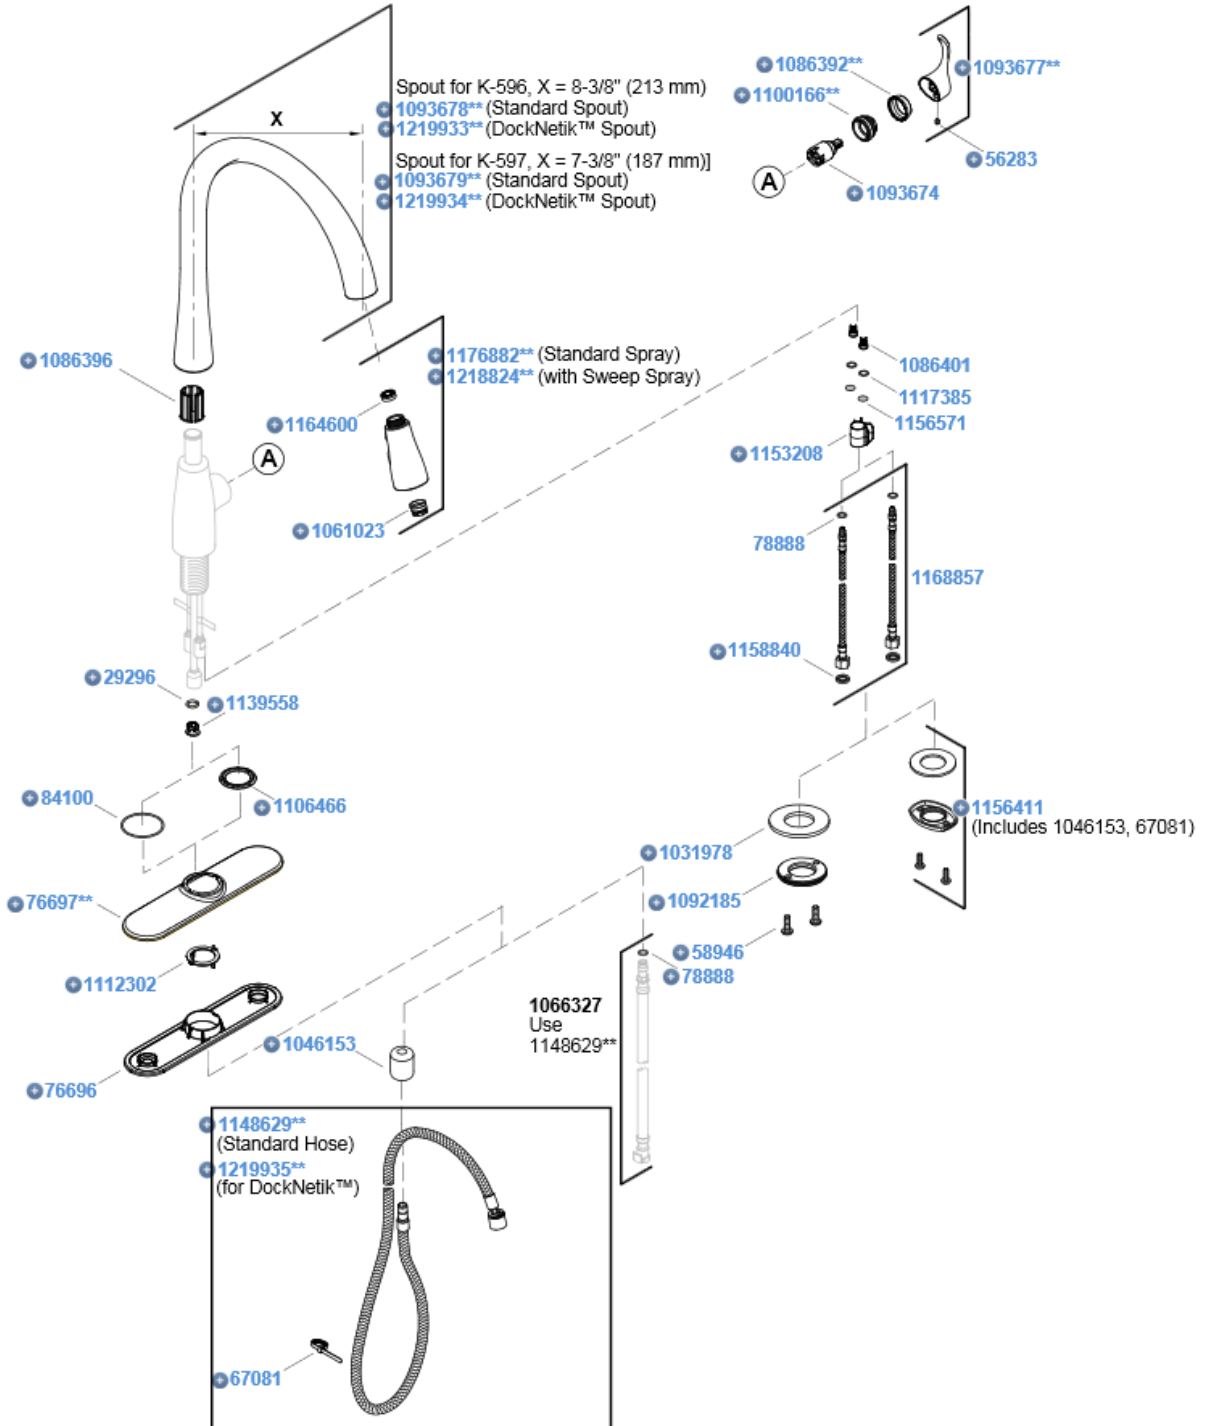 Spout for K-596, X = 8-3/8" (213 mm)
1093678** (Standard Spout)
1219933** (DockNetik™ Spout)
Spout for K-597, X = 7-3/8" (187 mm)]
1093679** (Standard Spout)
1219934** (DockNetik™ Spout)
X
1086392**
1093677**
1100166**
56283
A
1093674
1086396
1176882** (Standard Spray)
1218824** (with Sweep Spray)
1164600
A
1061023
1086401
1117385
1156571
1153208
78888
1168857
1158840
29296
1139558
84100
1106466
1156411
(Includes 1046153, 67081)
1031978
76697**
1092185
58946
78888
1112302
1066327
Use
1148629**
1046153
76696
1148629**
(Standard Hose)
1219935**
(for DockNetik™)
67081